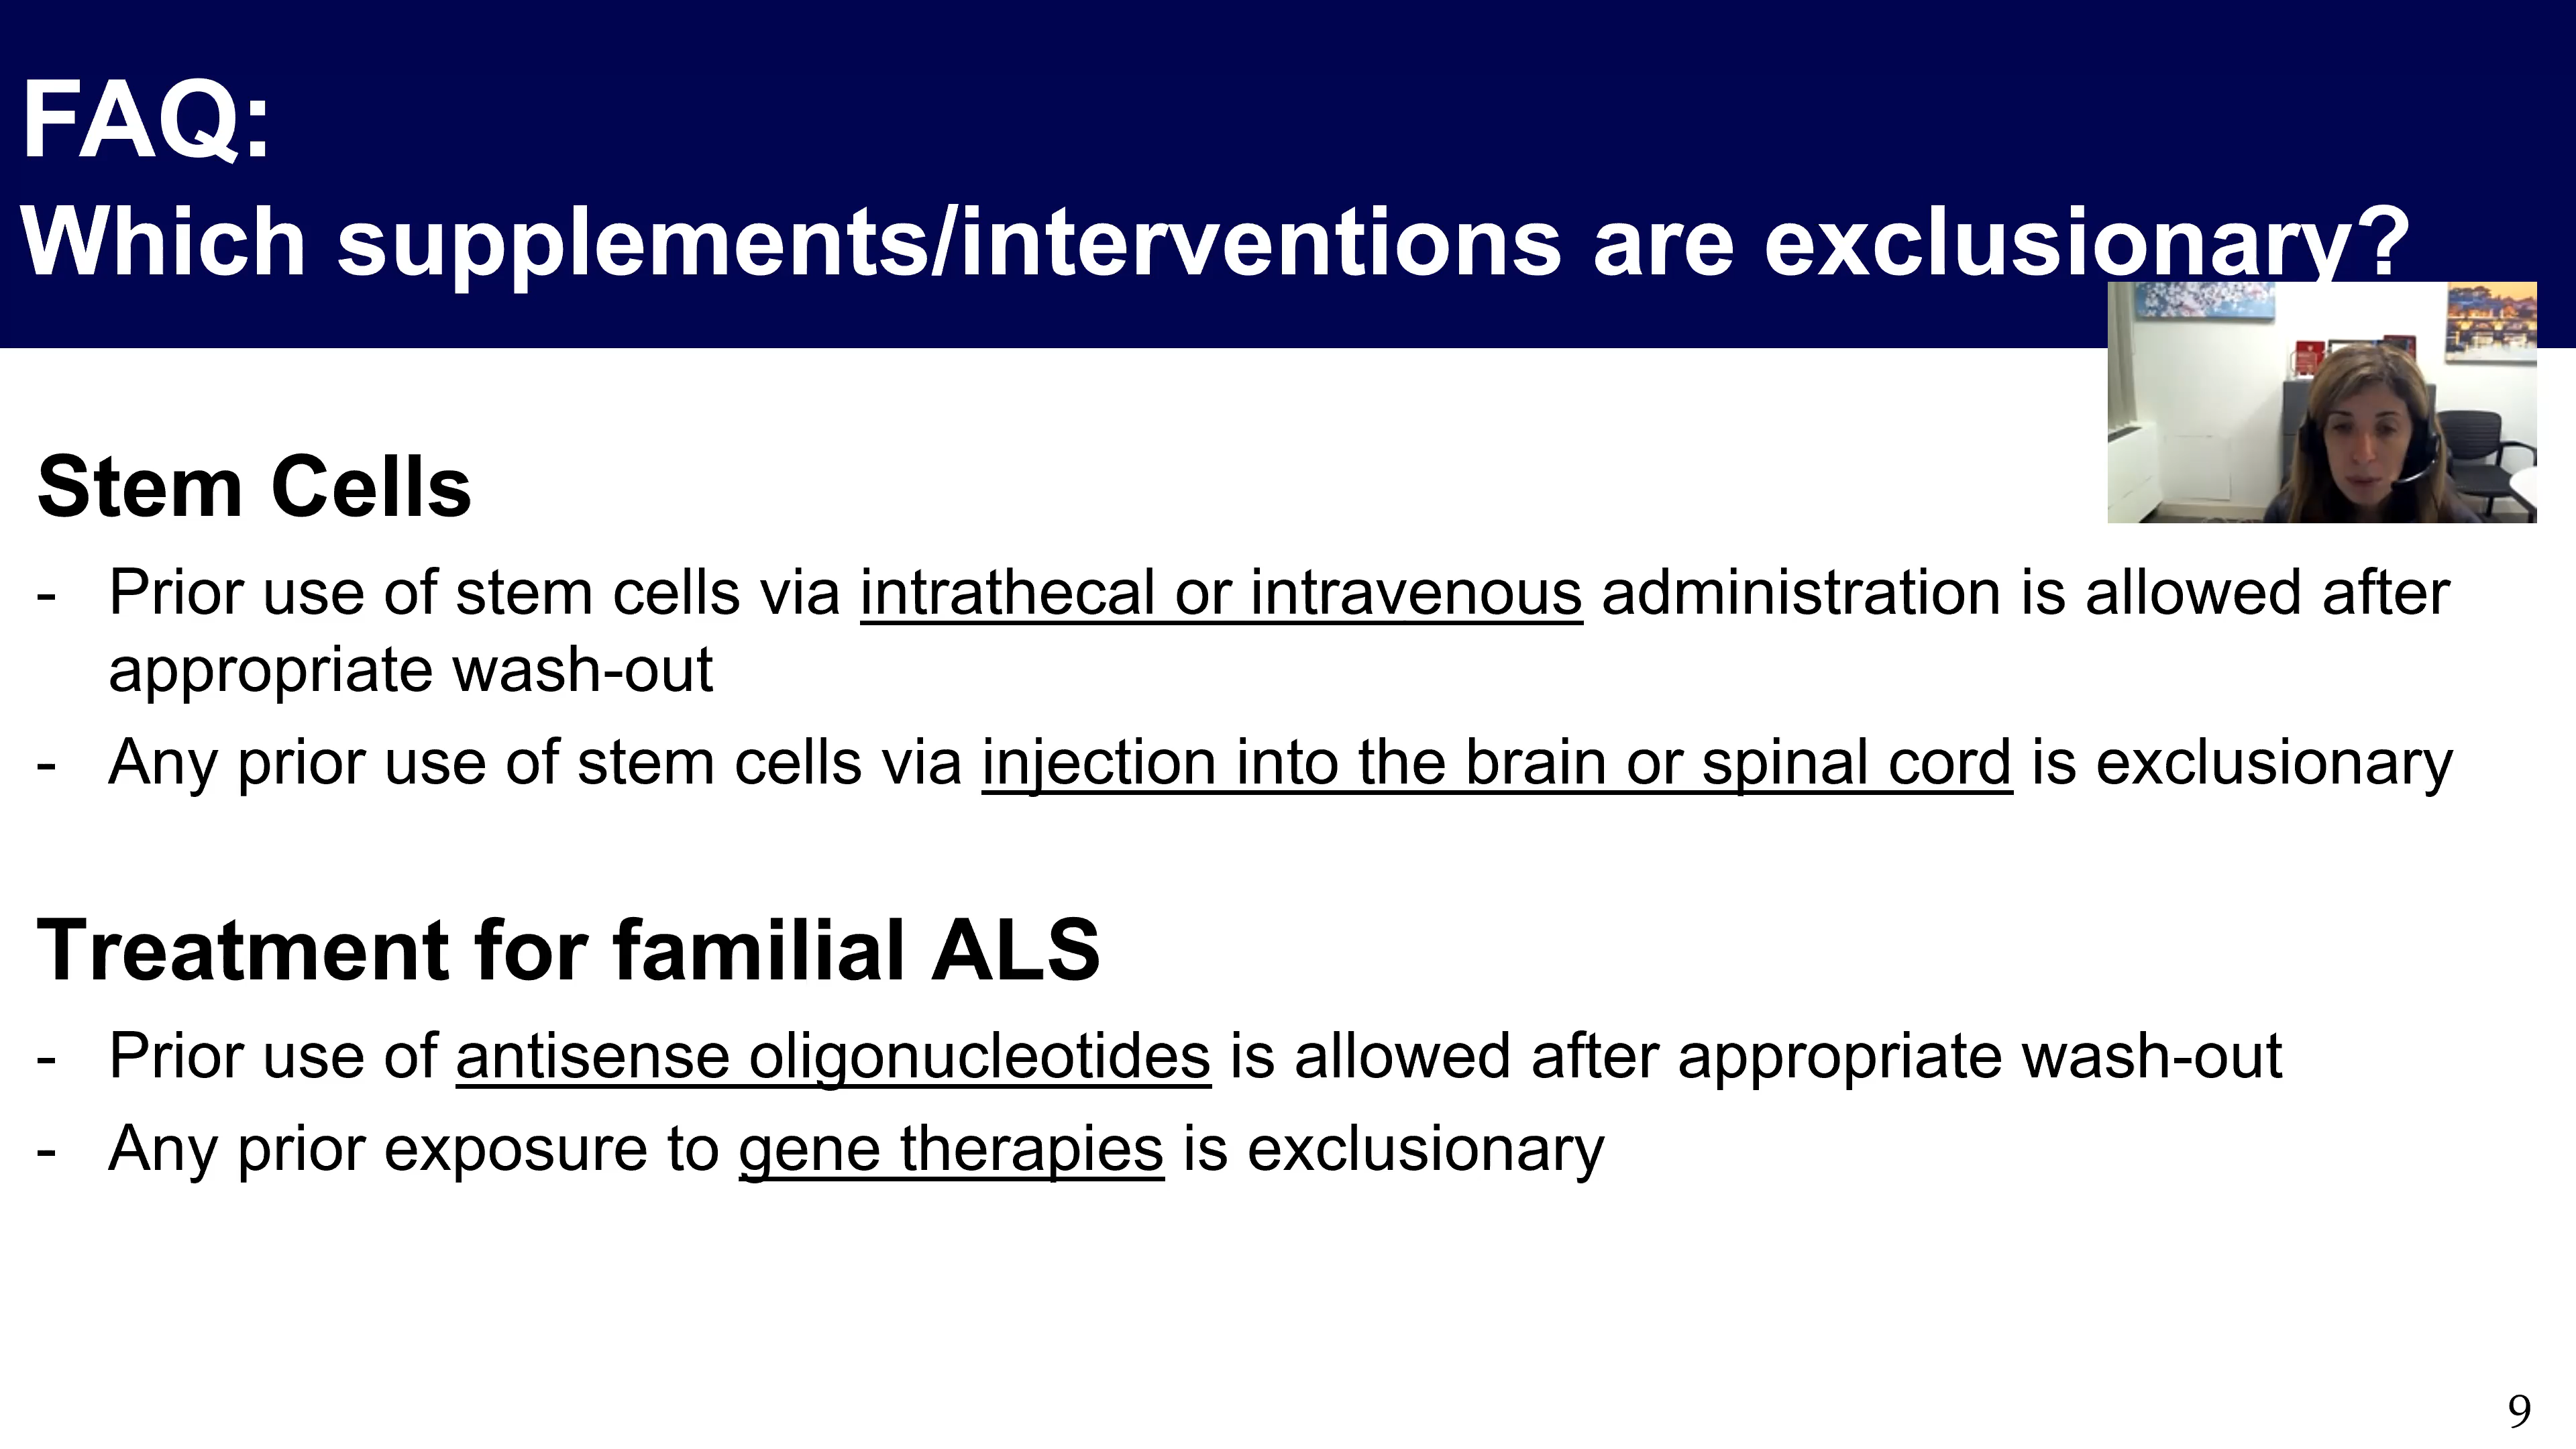 FAQ:
Which supplements/interventions are exclusionary?
Stem Cells
- Prior use of stem cells via intrathecal or intravenous administration is allowed after
appropriate wash-out
- Any prior use of stem cells via injection into the brain or spinal cord is exclusionary
Treatment for familial ALS
- Prior use of antisense oligonucleotides is allowed after appropriate wash-out
- Any prior exposure to gene therapies is exclusionary
9